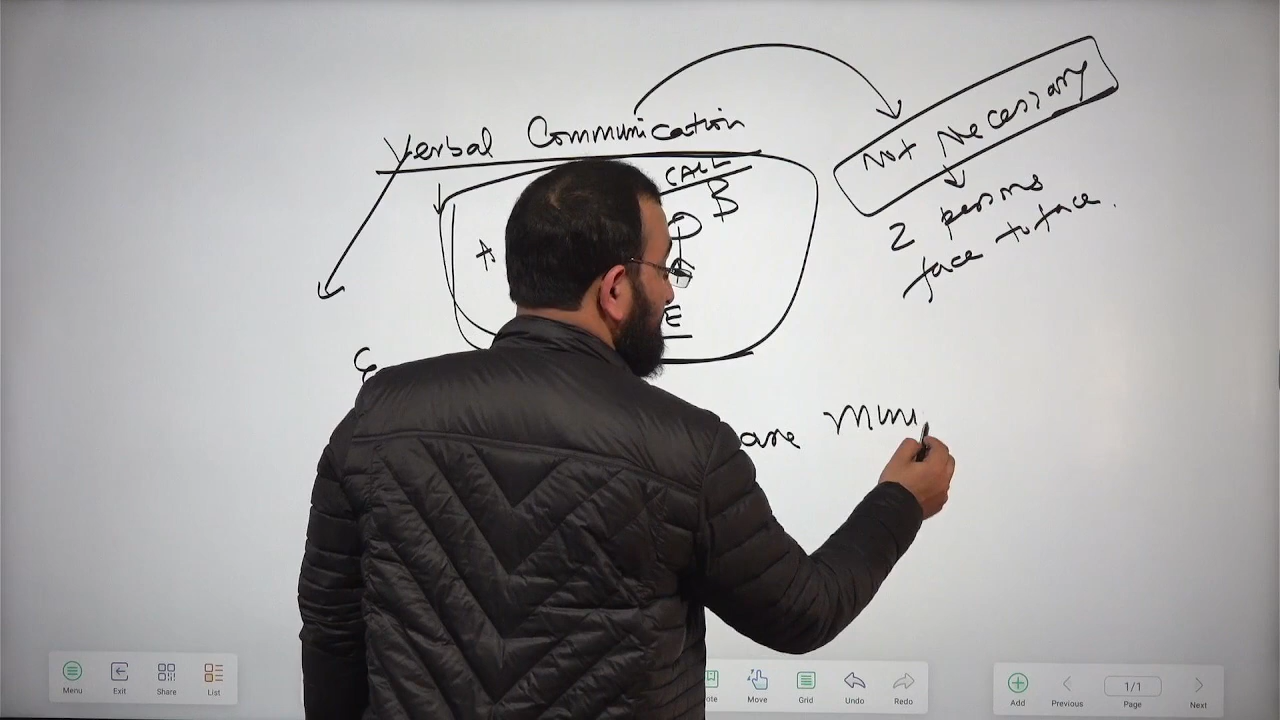 Verbal Communication
Not Necessary
2 persons
face to face.
CALL
A
B
E
are
Menu
Exit
Share
List
Move
Grid
Undo
Redo
Add
Previous
1/1
Page
Next